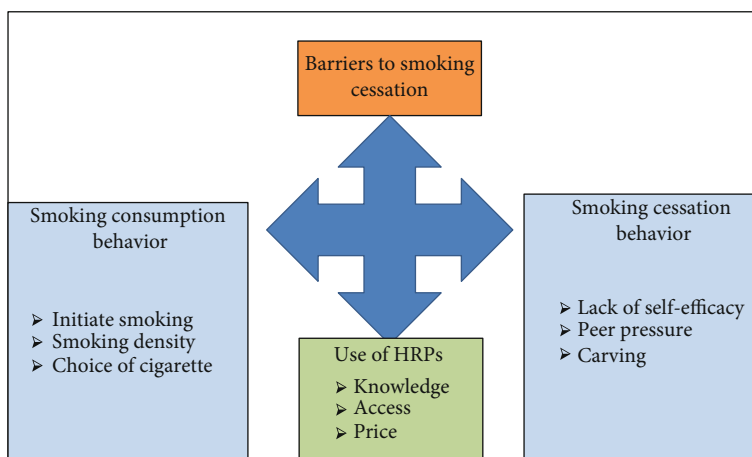 Barriers to smoking
cessation
Smoking consumption
behavior
➢ Initiate smoking
➢ Smoking density
➢ Choice of cigarette
Use of HRPs
➢ Knowledge
➢ Access
➢ Price
Smoking cessation
behavior
➢ Lack of self-efficacy
➢ Peer pressure
➢ Carving